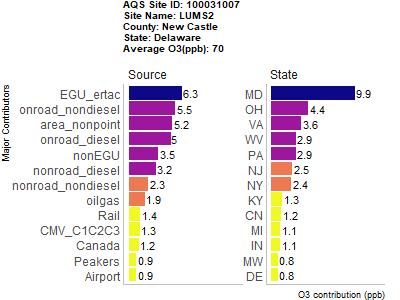 AQS Site ID: 100031007
Site Name: LUMS2
County: New Castle
State: Delaware
Average O3(ppb): 70
Source State
Major Contributors
EGU_ertac 6.3 MD 9.9
onroad_nondiesel 5.5 OH 4.4
area_nonpoint 5.2 VA 3.6
onroad_diesel 5 WV 2.9
nonEGU 3.5 PA 2.9
nonroad_diesel 3.2 NJ 2.5
nonroad_nondiesel 2.3 NY 2.4
oilgas 1.9 KY 1.3
Rail 1.4 CN 1.2
CMV_C1C2C3 1.3 MI 1.1
Canada 1.2 IN 1.1
Peakers 0.9 MW 0.8
Airport 0.9 DE 0.8
O3 contribution (ppb)